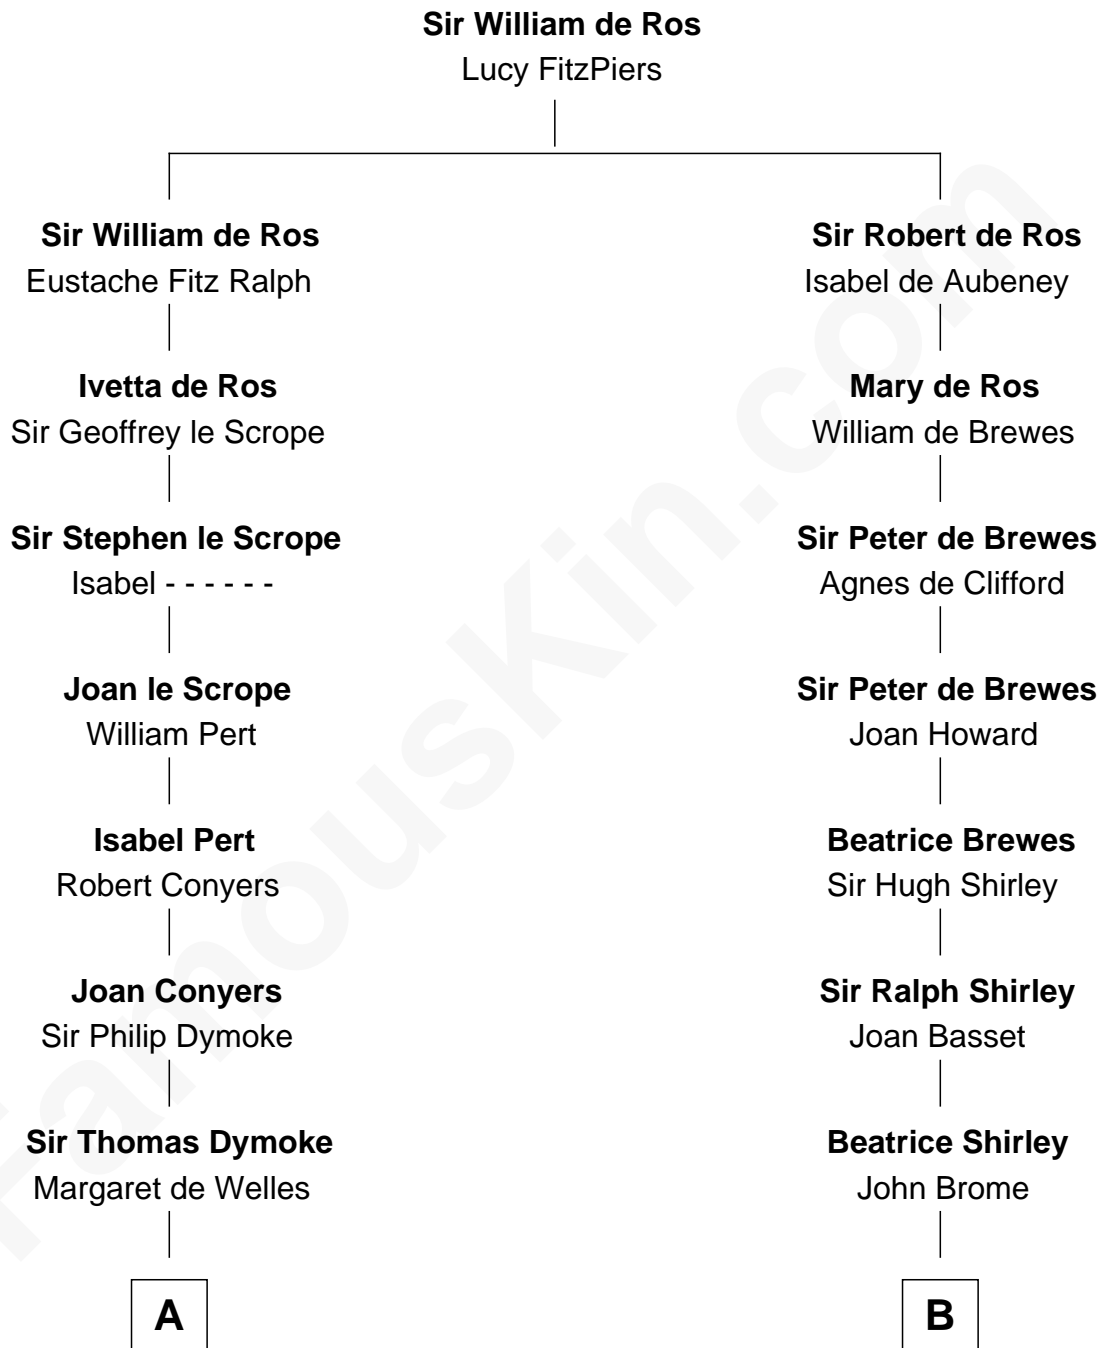 Sir William de Ros
Lucy FitzPiers
Sir William de Ros
Eustache Fitz Ralph
Sir Robert de Ros
Isabel de Aubeney
Ivetta de Ros
Sir Geoffrey le Scrope
Mary de Ros
William de Brewes
Sir Stephen le Scrope
Isabel - - - - - -
Sir Peter de Brewes
Agnes de Clifford
Joan le Scrope
William Pert
Sir Peter de Brewes
Joan Howard
Isabel Pert
Robert Conyers
Beatrice Brewes
Sir Hugh Shirley
Joan Conyers
Sir Philip Dymoke
Sir Ralph Shirley
Joan Basset
Sir Thomas Dymoke
Margaret de Welles
Beatrice Shirley
John Brome
A
B
FamousKin.com